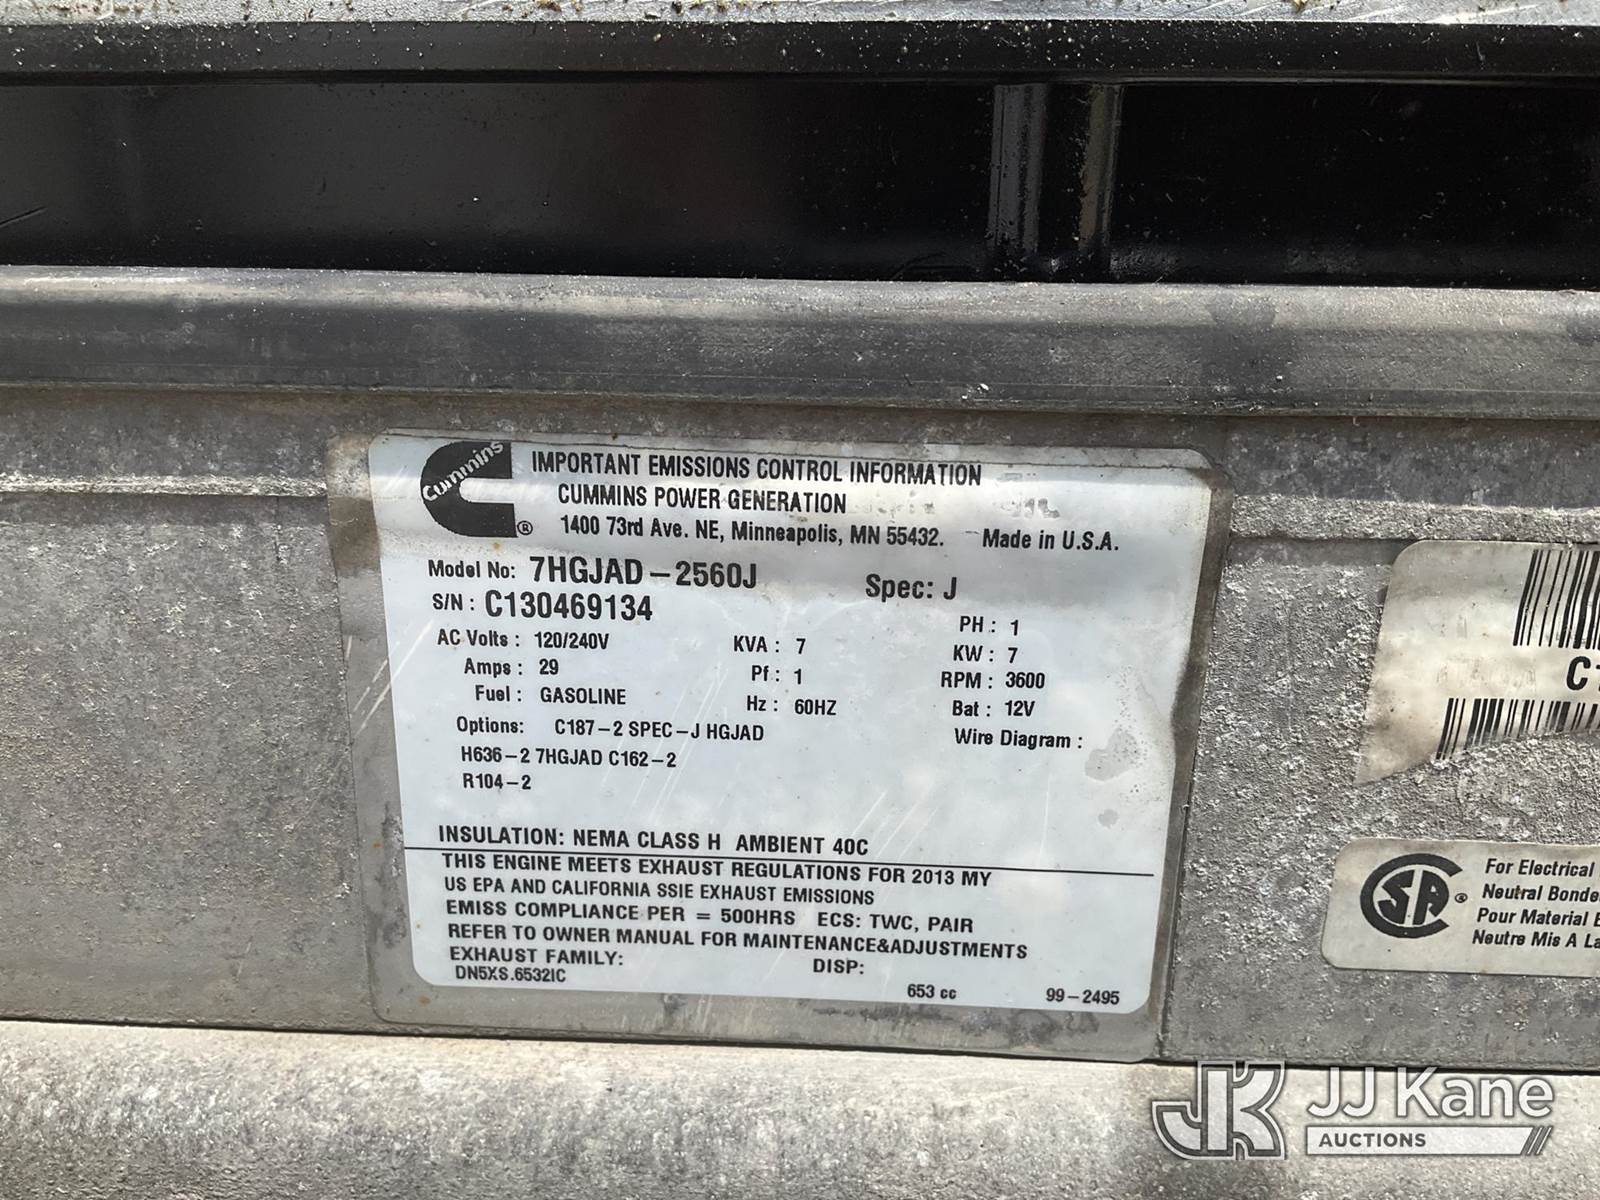 Cummins
®
IMPORTANT EMISSIONS CONTROL INFORMATION
CUMMINS POWER GENERATION
1400 73rd Ave. NE, Minneapolis, MN 55432. Made in U.S.A.
Model No: 7HGJAD-2560J Spec: J
S/N : C130469134 PH : 1
AC Volts : 120/240V KVA : 7 KW : 7
Amps : 29 Pf : 1 RPM : 3600
Fuel : GASOLINE Hz : 60HZ Bat : 12V
Options: C187-2 SPEC-J HGJAD Wire Diagram :
H636-2 7HGJAD C162-2
R104-2
INSULATION: NEMA CLASS H AMBIENT 40C
THIS ENGINE MEETS EXHAUST REGULATIONS FOR 2013 MY
US EPA AND CALIFORNIA SSIE EXHAUST EMISSIONS
EMISS COMPLIANCE PER = 500HRS ECS: TWC, PAIR
REFER TO OWNER MANUAL FOR MAINTENANCE&ADJUSTMENTS
EXHAUST FAMILY: DISP:
DN5XS.6532IC 653 cc 99-2495
C1
SA ®
For Electrical
Neutral Bonde
Pour Material E
Neutre Mis A La
JK JJ Kane
AUCTIONS